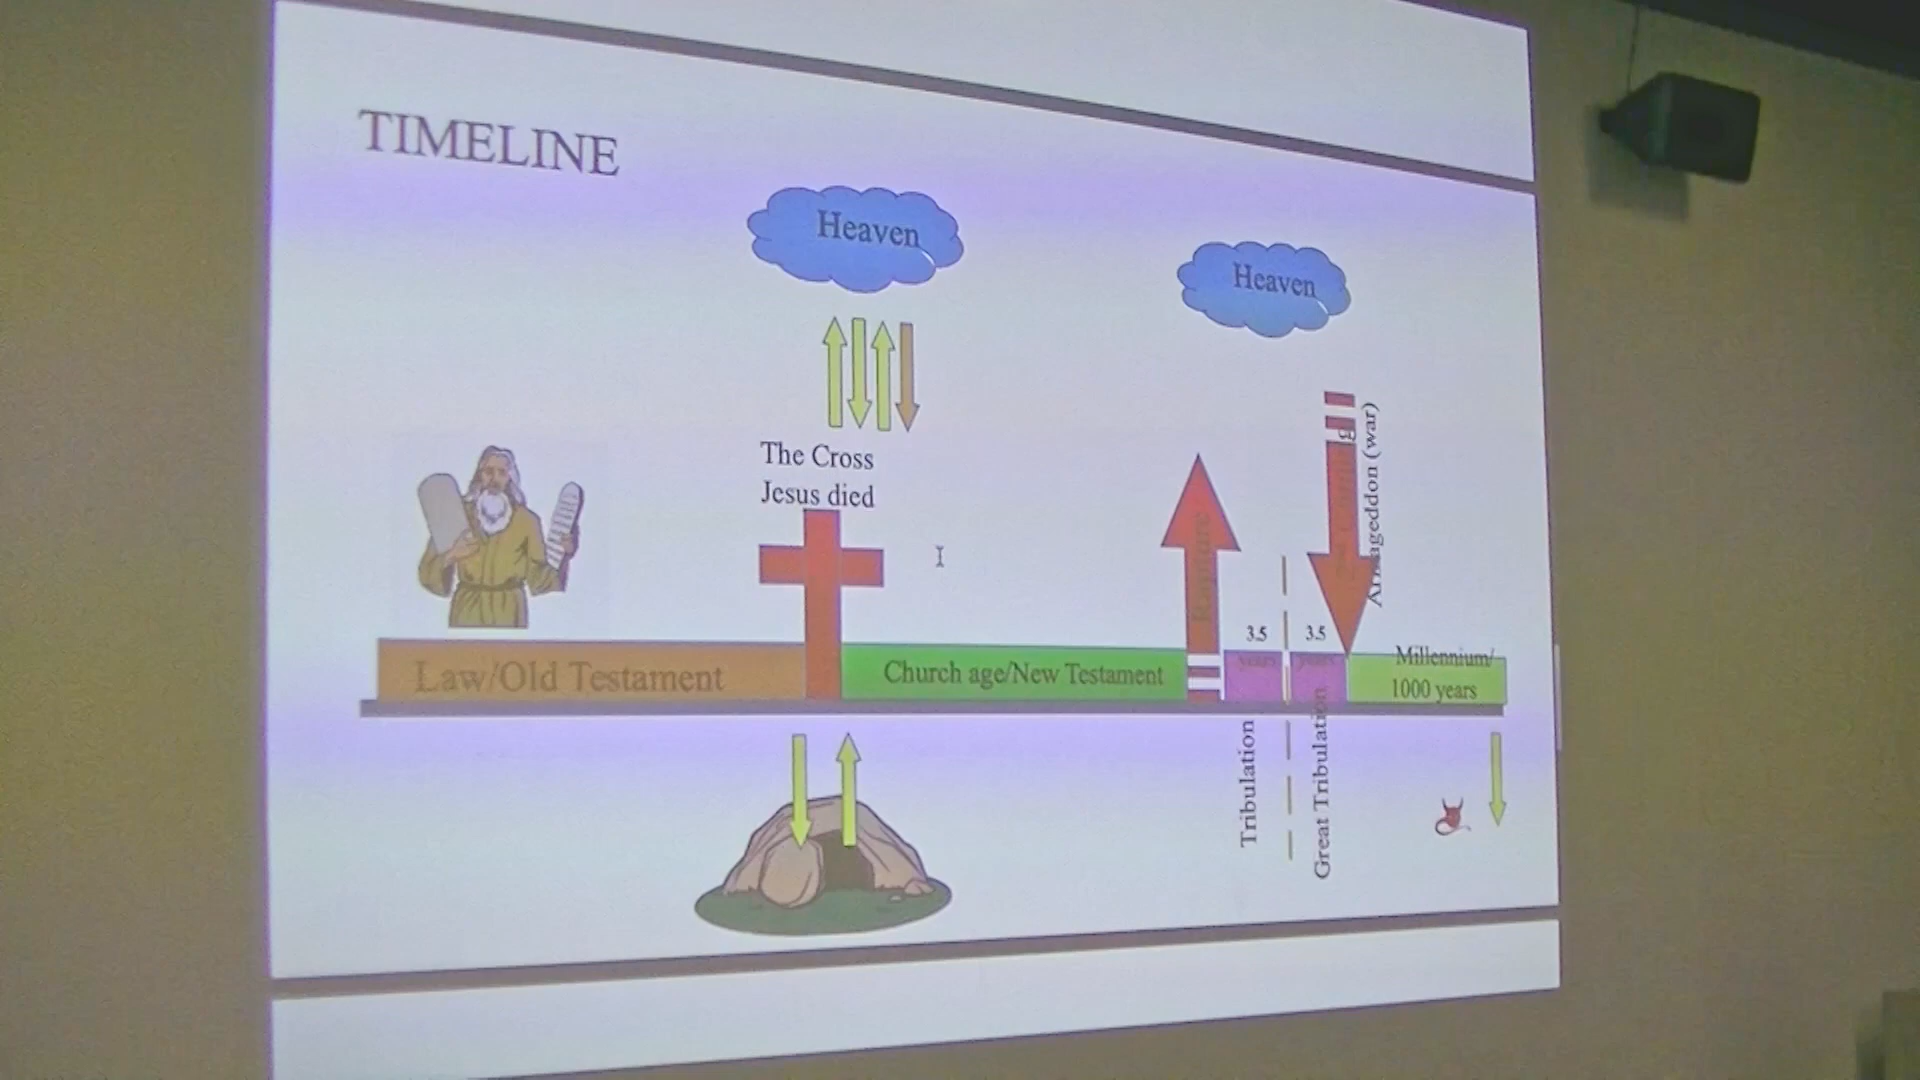 TIMELINE
Heaven
Heaven
The Cross
Jesus died
Rapture
Armageddon (war)
3.5
years
3.5
years
Law/Old Testament
Church age/New Testament
Millennium/
1000 years
Tribulation
Great Tribulation